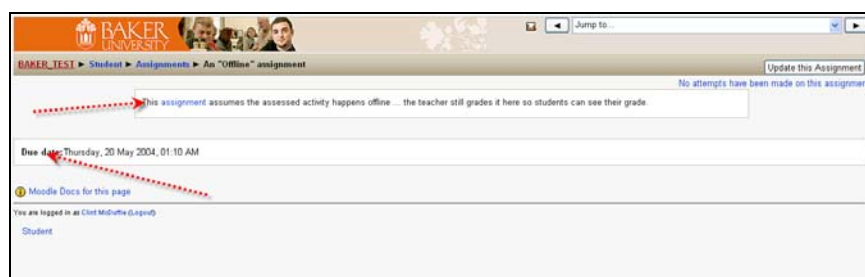 BAKER
UNIVERSITY
Jump to...
BAKER_TEST ► Student ► Assignments ► An "Offline" assignment
Update this Assignment
No attempts have been made on this assignmen
This assignment assumes the assessed activity happens offline ... the teacher still grades it here so students can see their grade.
Due date: Thursday, 20 May 2004, 01:10 AM
Moodle Docs for this page
You are logged in as Clint McDuffie (Logout)
Student